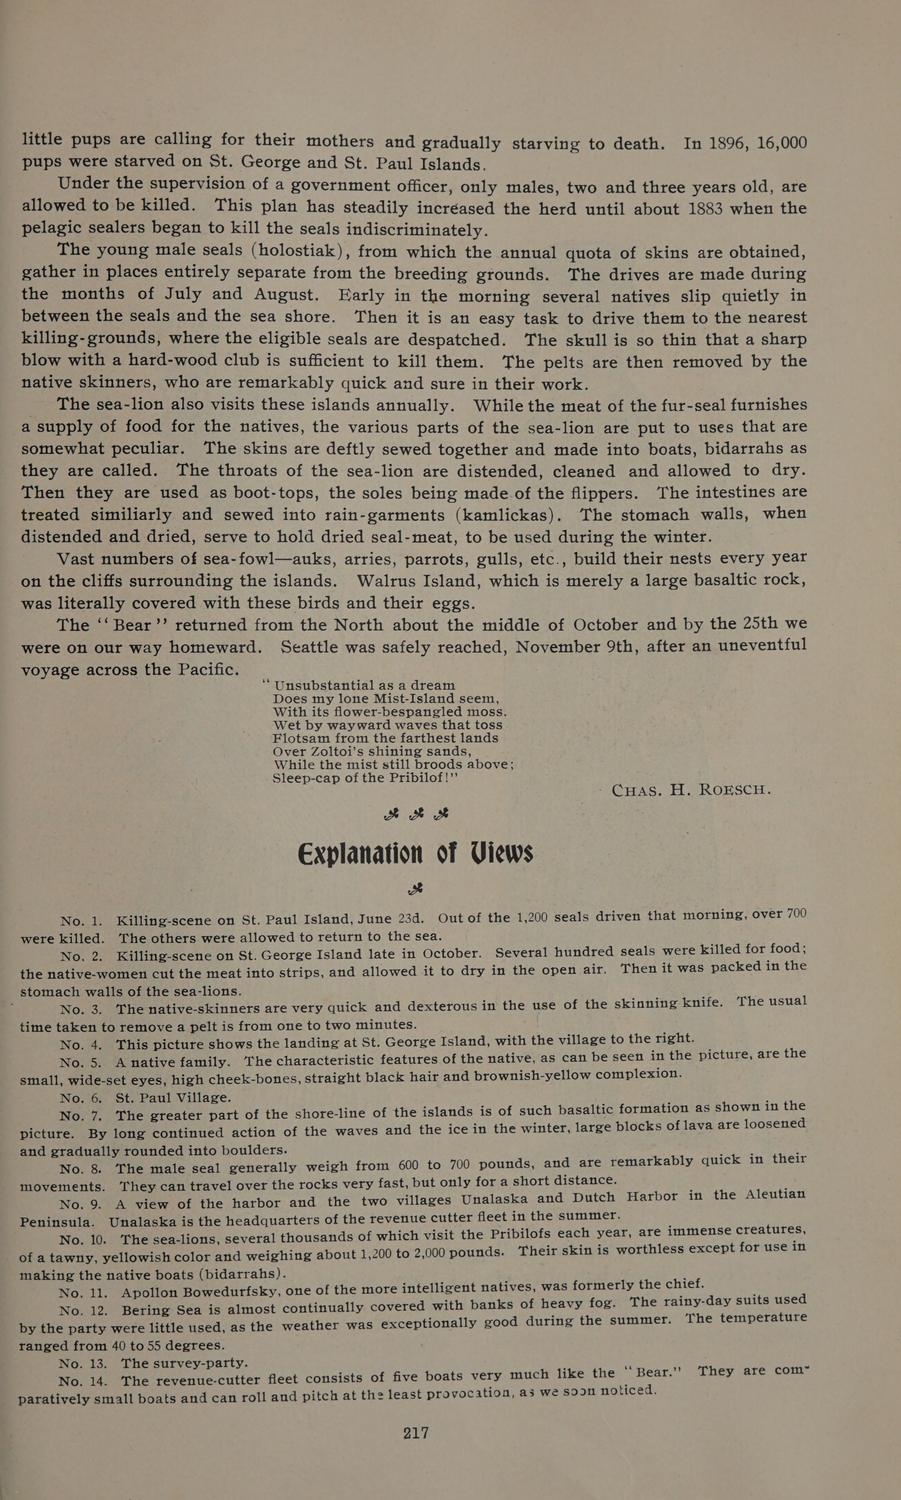 little pups are calling for their mothers and gradually starving to death. In 1896, 16,000
pups were starved on St. George and St. Paul Islands.
Under the supervision of a government officer, only males, two and three years old, are
allowed to be killed. This plan has steadily increased the herd until about 1883 when the
pelagic sealers began to kill the seals indiscriminately.
The young male seals (holostiak), from which the annual quota of skins are obtained,
gather in places entirely separate from the breeding grounds. The drives are made during
the months of July and August. Early in the morning several natives slip quietly in
between the seals and the sea shore. Then it is an easy task to drive them to the nearest
killing-grounds, where the eligible seals are despatched. The skull is so thin that a sharp
blow with a hard-wood club is sufficient to kill them. The pelts are then removed by the
native skinners, who are remarkably quick and sure in their work.
The sea-lion also visits these islands annually. While the meat of the fur-seal furnishes
a supply of food for the natives, the various parts of the sea-lion are put to uses that are
somewhat peculiar. The skins are deftly sewed together and made into boats, bidarrahs as
they are called. The throats of the sea-lion are distended, cleaned and allowed to dry.
Then they are used as boot-tops, the soles being made of the flippers. The intestines are
treated similiarly and sewed into rain-garments (kamlickas). The stomach walls, when
distended and dried, serve to hold dried seal-meat, to be used during the winter.
Vast numbers of sea-fowl—auks, arries, parrots, gulls, etc., build their nests every year
on the cliffs surrounding the islands. Walrus Island, which is merely a large basaltic rock,
was literally covered with these birds and their eggs.
The "Bear" returned from the North about the middle of October and by the 25th we
were on our way homeward. Seattle was safely reached, November 9th, after an uneventful
voyage across the Pacific.
"Unsubstantial as a dream
Does my lone Mist-Island seem,
With its flower-bespangled moss.
Wet by wayward waves that toss
Flotsam from the farthest lands
Over Zoltoi's shining sands,
While the mist still broods above;
Sleep-cap of the Pribilof!"
CHAS. H. ROESCH.
Explanation of Views
No. 1. Killing-scene on St. Paul Island, June 23d. Out of the 1,200 seals driven that morning, over 700
were killed. The others were allowed to return to the sea.
No. 2. Killing-scene on St. George Island late in October. Several hundred seals were killed for food;
the native-women cut the meat into strips, and allowed it to dry in the open air. Then it was packed in the
stomach walls of the sea-lions.
No. 3. The native-skinners are very quick and dexterous in the use of the skinning knife. The usual
time taken to remove a pelt is from one to two minutes.
No. 4. This picture shows the landing at St. George Island, with the village to the right.
No. 5. A native family. The characteristic features of the native, as can be seen in the picture, are the
small, wide-set eyes, high cheek-bones, straight black hair and brownish-yellow complexion.
No. 6. St. Paul Village.
No. 7. The greater part of the shore-line of the islands is of such basaltic formation as shown in the
picture. By long continued action of the waves and the ice in the winter, large blocks of lava are loosened
and gradually rounded into boulders.
No. 8. The male seal generally weigh from 600 to 700 pounds, and are remarkably quick in their
movements. They can travel over the rocks very fast, but only for a short distance.
No. 9. A view of the harbor and the two villages Unalaska and Dutch Harbor in the Aleutian
Peninsula. Unalaska is the headquarters of the revenue cutter fleet in the summer.
No. 10. The sea-lions, several thousands of which visit the Pribilofs each year, are immense creatures,
of a tawny, yellowish color and weighing about 1,200 to 2,000 pounds. Their skin is worthless except for use in
making the native boats (bidarrahs).
No. 11. Apollon Bowedurfsky, one of the more intelligent natives, was formerly the chief.
No. 12. Bering Sea is almost continually covered with banks of heavy fog. The rainy-day suits used
by the party were little used, as the weather was exceptionally good during the summer. The temperature
ranged from 40 to 55 degrees.
No. 13. The survey-party.
No. 14. The revenue-cutter fleet consists of five boats very much like the "Bear." They are com-
paratively small boats and can roll and pitch at the least provocation, as we soon noticed.
217